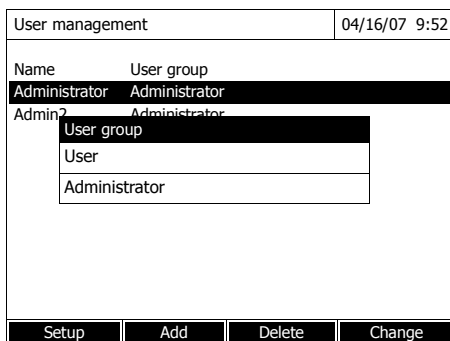 User management 04/16/07 9:52
Name User group
Administrator Administrator
Admin2 Administrator
User group
User
Administrator
Setup Add Delete Change